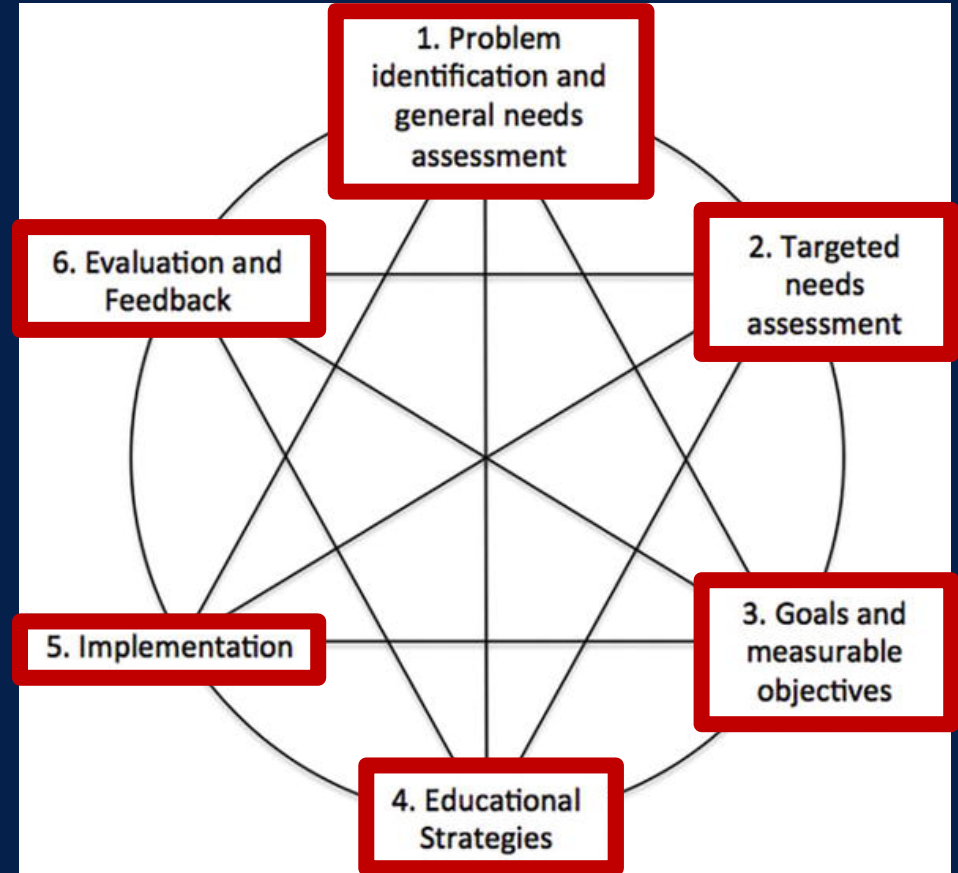 1. Problem
identification and
general needs
assessment
2. Targeted
needs
assessment
3. Goals and
measurable
objectives
4. Educational
Strategies
5. Implementation
6. Evaluation and
Feedback